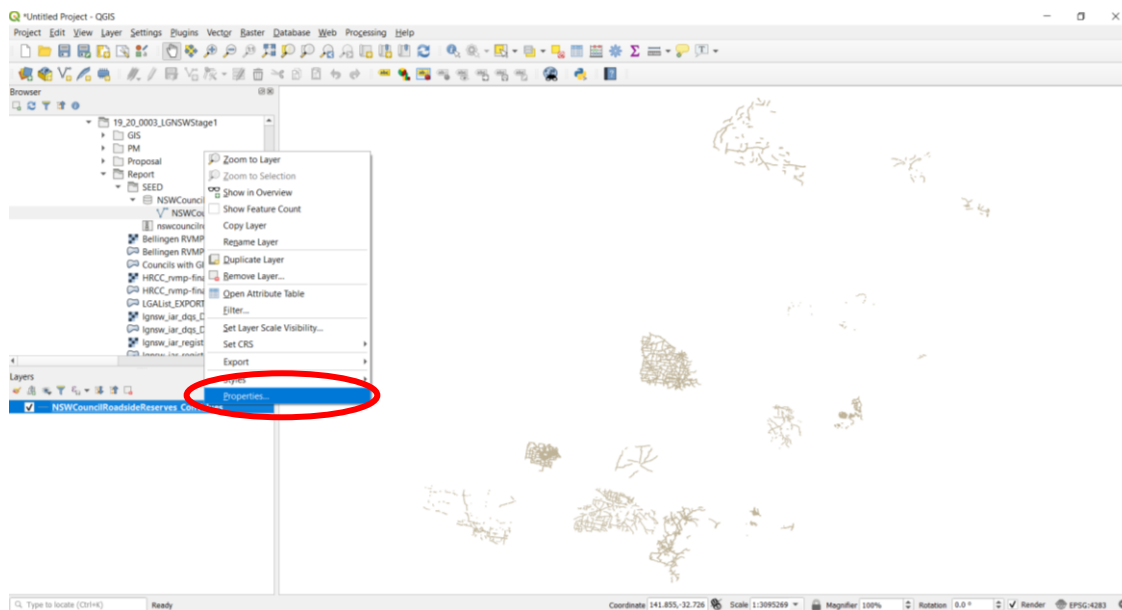 *Untitled Project - QGIS
Project Edit View Layer Settings Plugins Vector Raster Database Web Processing Help
Browser
19_20_0003_LGNSWStage1
GIS
PM
Proposal
Report
SEED
NSWCouncil
NSWCou
nswcouncilr
Bellingen RVMP
Bellingen RVMP
Councils with GI
HRCC_rvmp-fina
HRCC_rvmp-fina
LGAList_EXPORT
lgnsw_iar_dqs_D
lgnsw_iar_dqs_D
lgnsw_iar_regist
lgnsw_iar_regist
Zoom to Layer
Zoom to Selection
Show in Overview
Show Feature Count
Copy Layer
Rename Layer
Duplicate Layer
Remove Layer...
Open Attribute Table
Filter...
Set Layer Scale Visibility...
Set CRS
Export
Styles
Properties...
Layers
NSWCouncilRoadsideReserves
Type to locate (Ctrl+K) Ready Coordinate 141.855,-32.726 Scale 1:3095269 Magnifier 100% Rotation 0.0 ° Render EPSG:4283